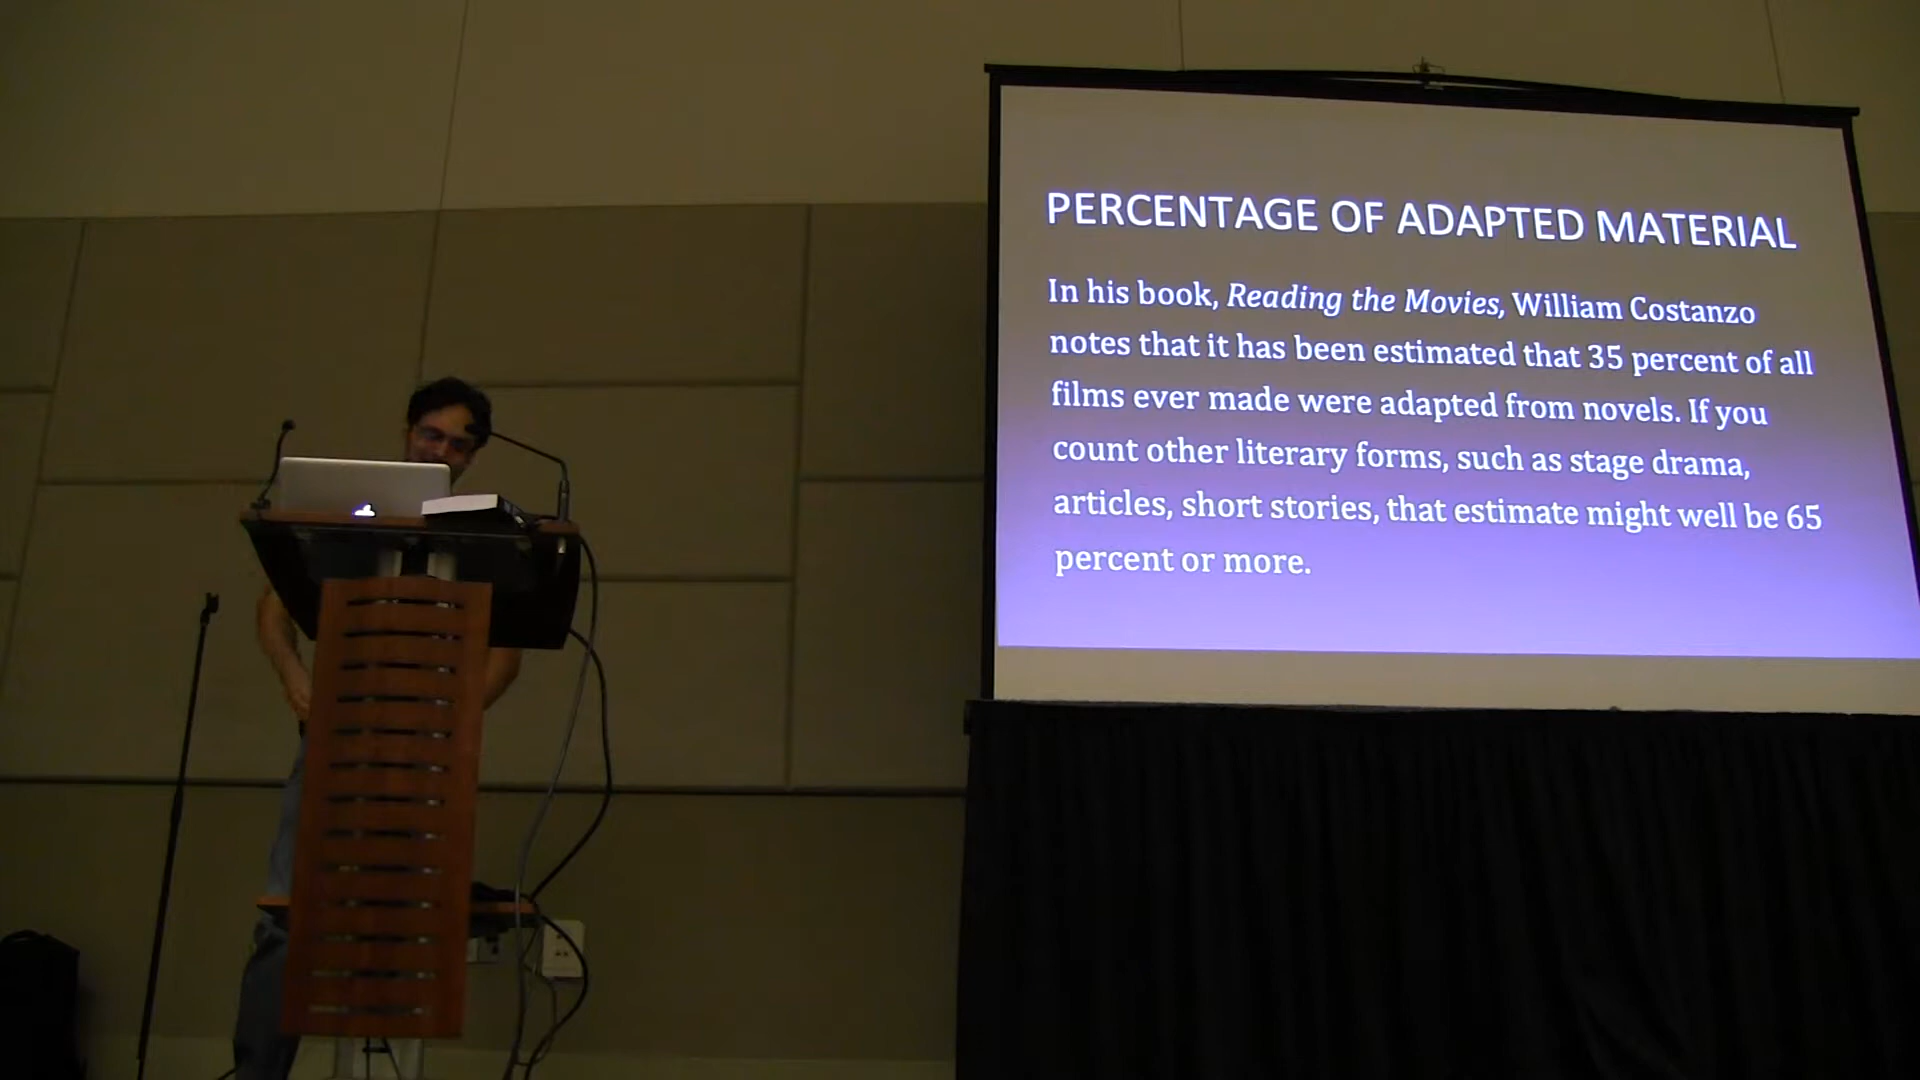 PERCENTAGE OF ADAPTED MATERIAL
In his book, Reading the Movies, William Costanzo
notes that it has been estimated that 35 percent of all
films ever made were adapted from novels. If you
count other literary forms, such as stage drama,
articles, short stories, that estimate might well be 65
percent or more.